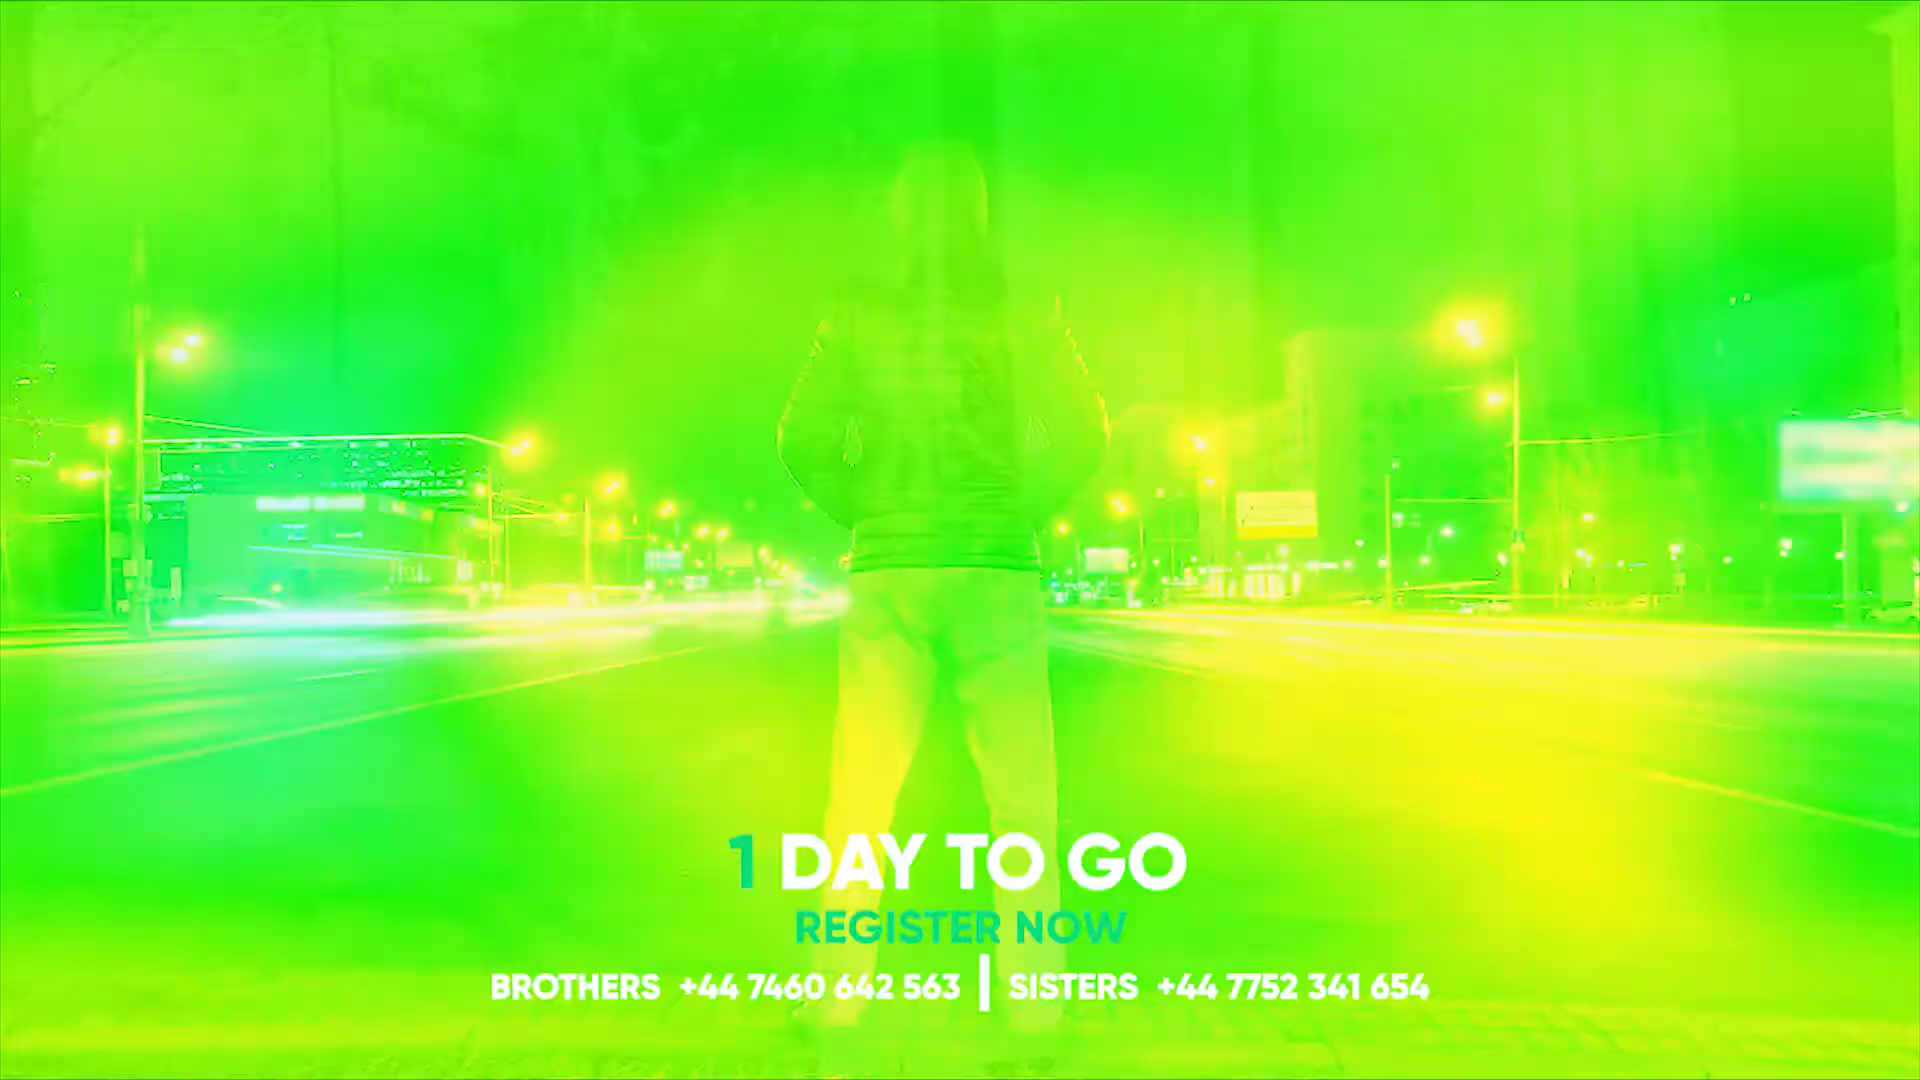 1 DAY TO GO
REGISTER NOW
BROTHERS +44 7460 642 563 | SISTERS +44 7752 341 654